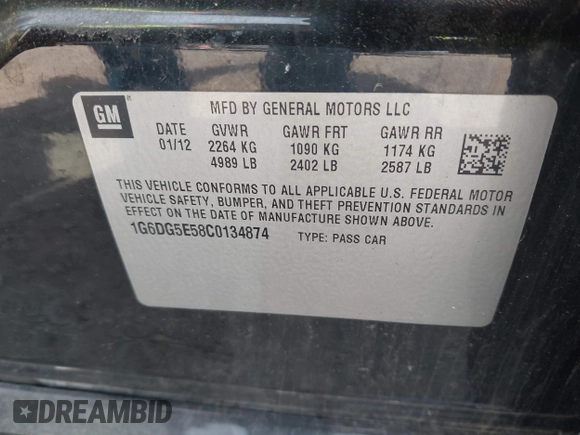 GM
MFD BY GENERAL MOTORS LLC
DATE GVWR GAWR FRT GAWR RR
01/12 2264 KG 1090 KG 1174 KG
4989 LB 2402 LB 2587 LB
THIS VEHICLE CONFORMS TO ALL APPLICABLE U.S. FEDERAL MOTOR
VEHICLE SAFETY, BUMPER, AND THEFT PREVENTION STANDARDS IN
EFFECT ON THE DATE OF MANUFACTURE SHOWN ABOVE.
1G6DG5E58C0134874 TYPE: PASS CAR
DREAMBID